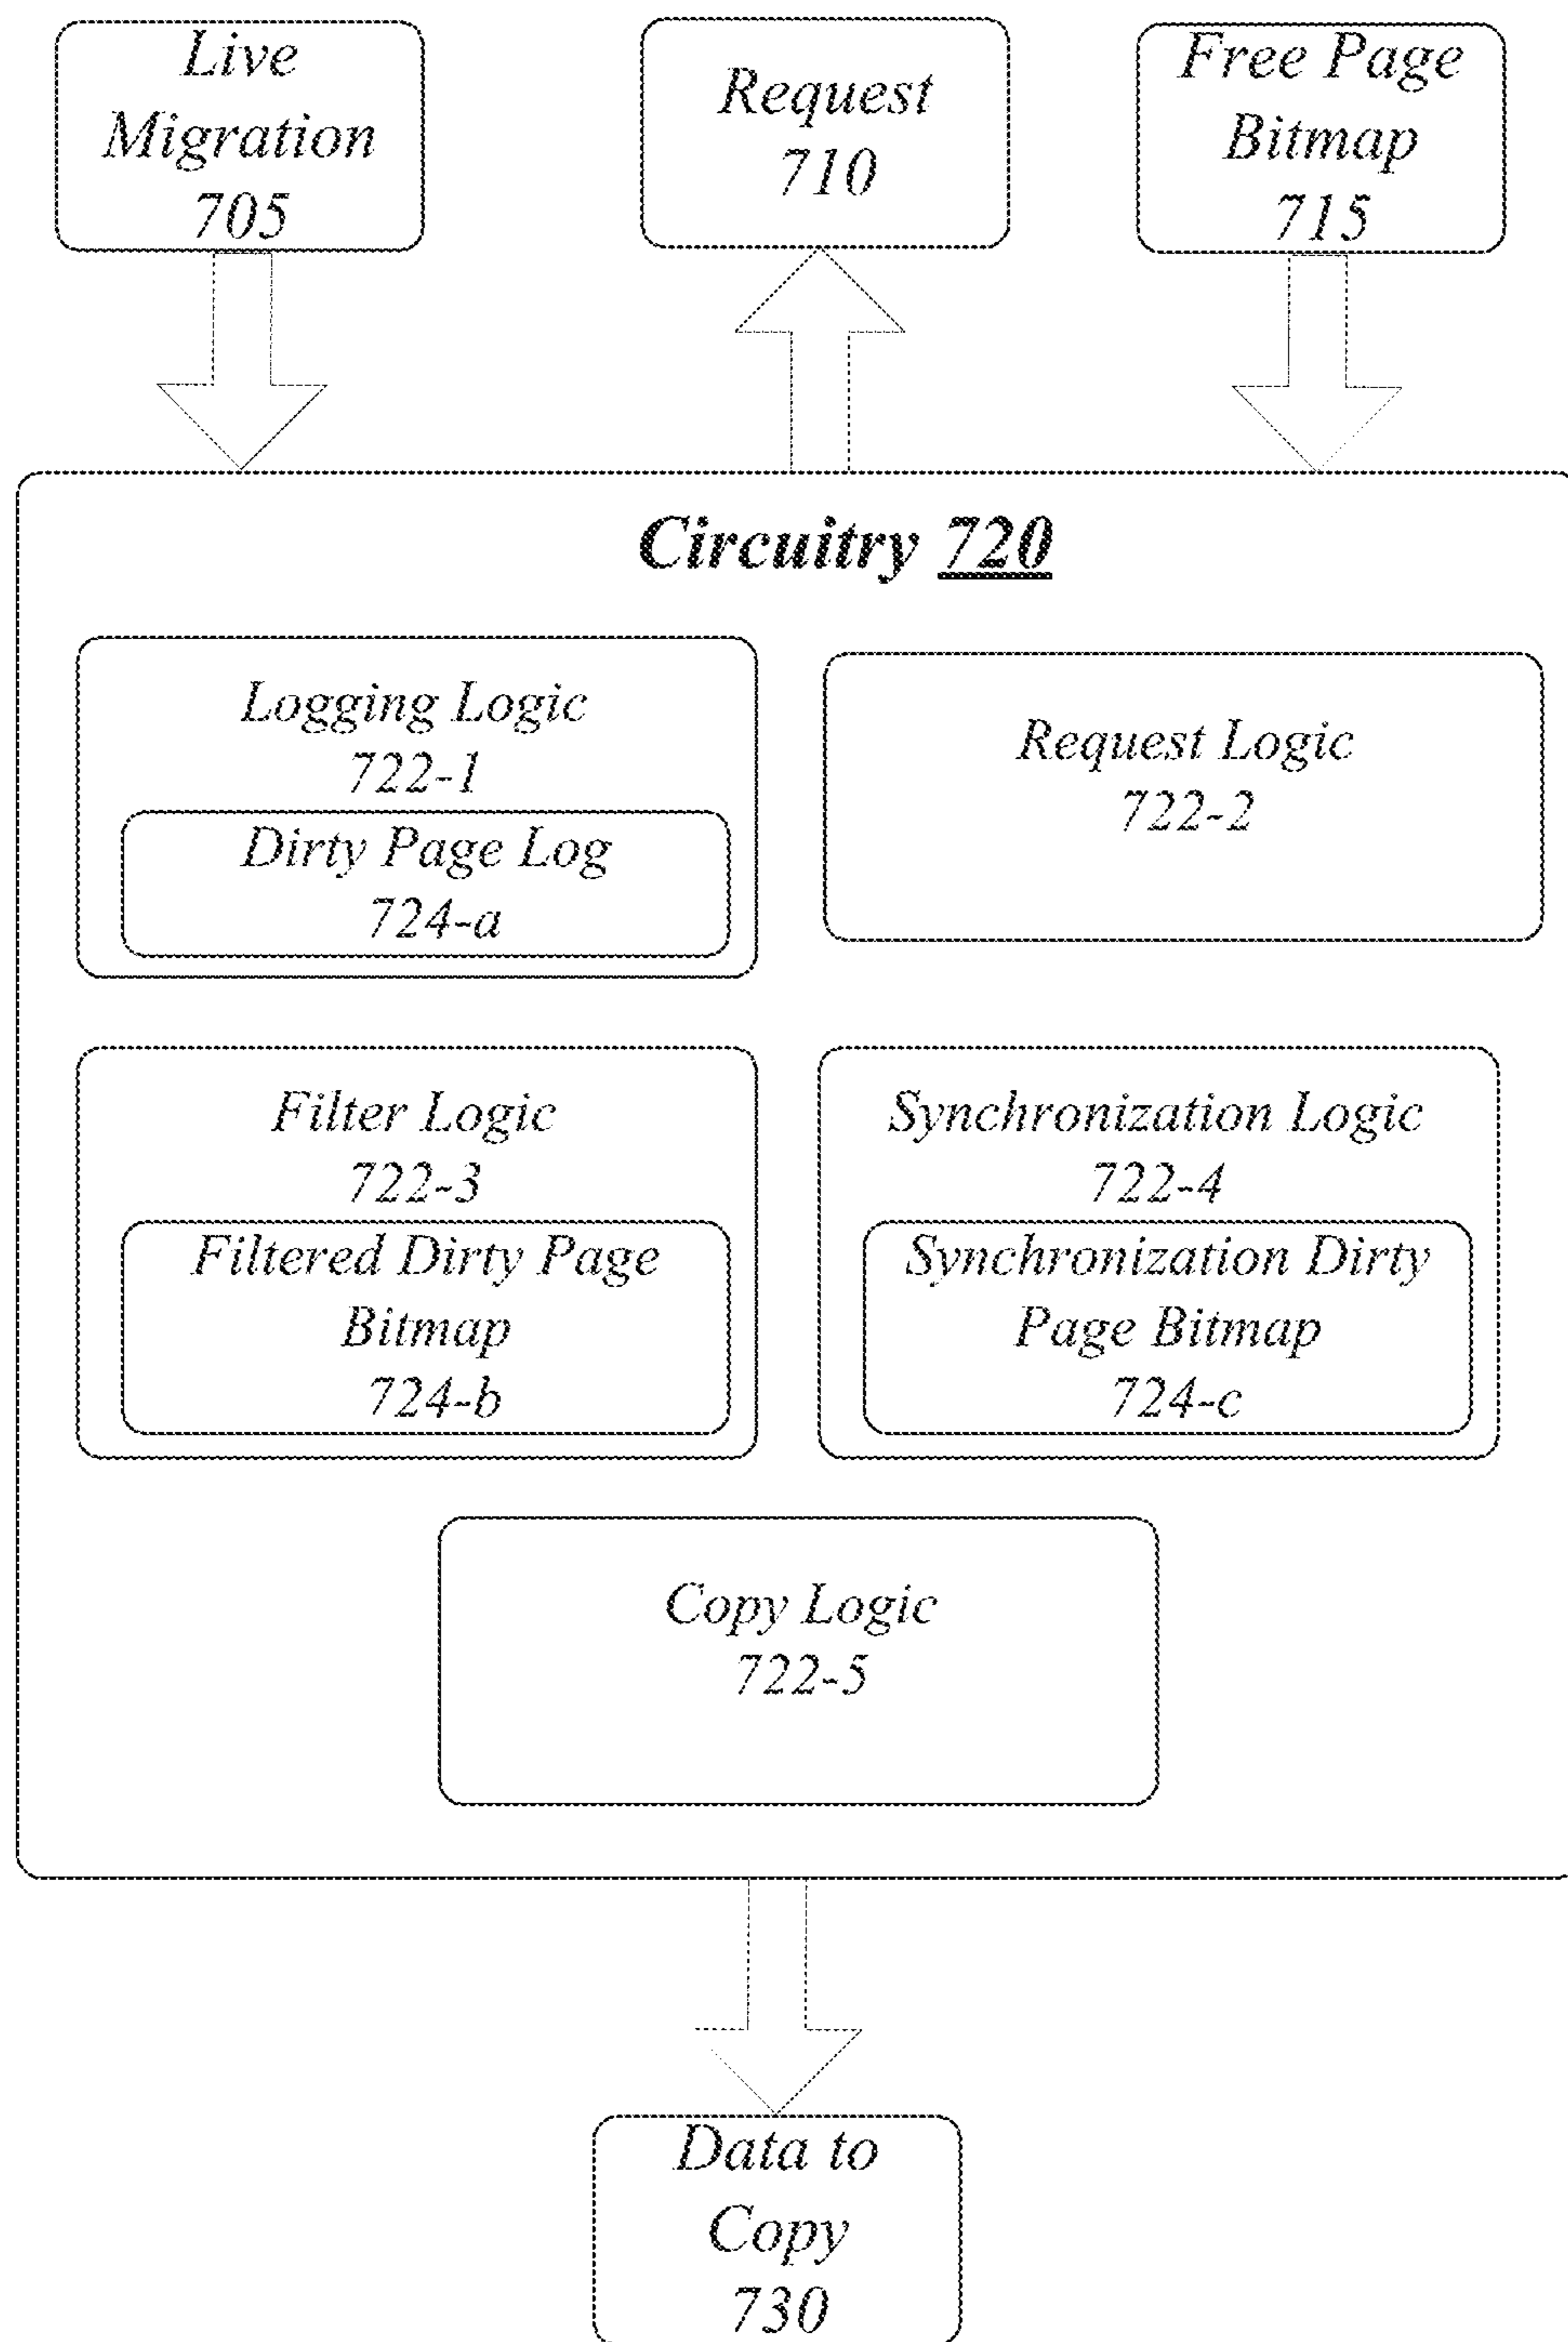 Live
Migration
705
Request
710
Free Page
Bitmap
715
Circuitry 720
Logging Logic
722-1
Dirty Page Log
724-a
Request Logic
722-2
Filter Logic
722-3
Filtered Dirty Page
Bitmap
724-b
Synchronization Logic
722-4
Synchronization Dirty
Page Bitmap
724-c
Copy Logic
722-5
Data to
Copy
730